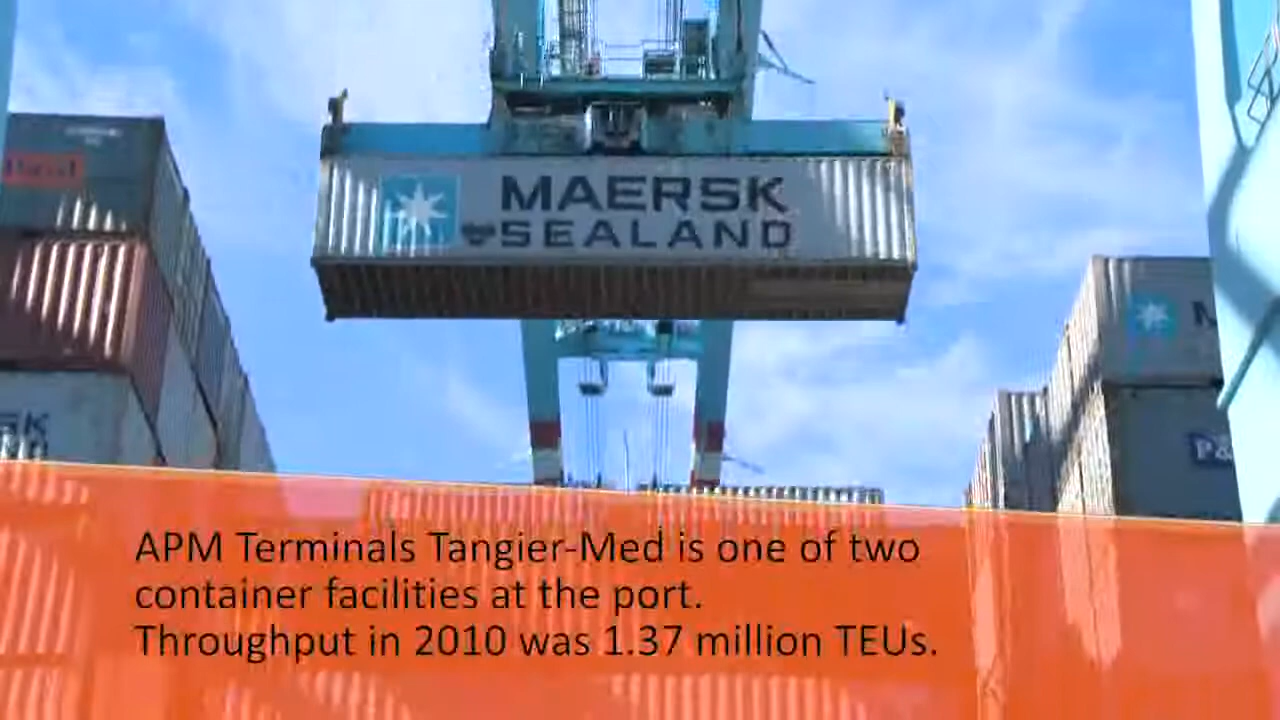 MAERSK
SEALAND
SK
M
P&
APM Terminals Tangier-Med is one of two
container facilities at the port.
Throughput in 2010 was 1.37 million TEUs.